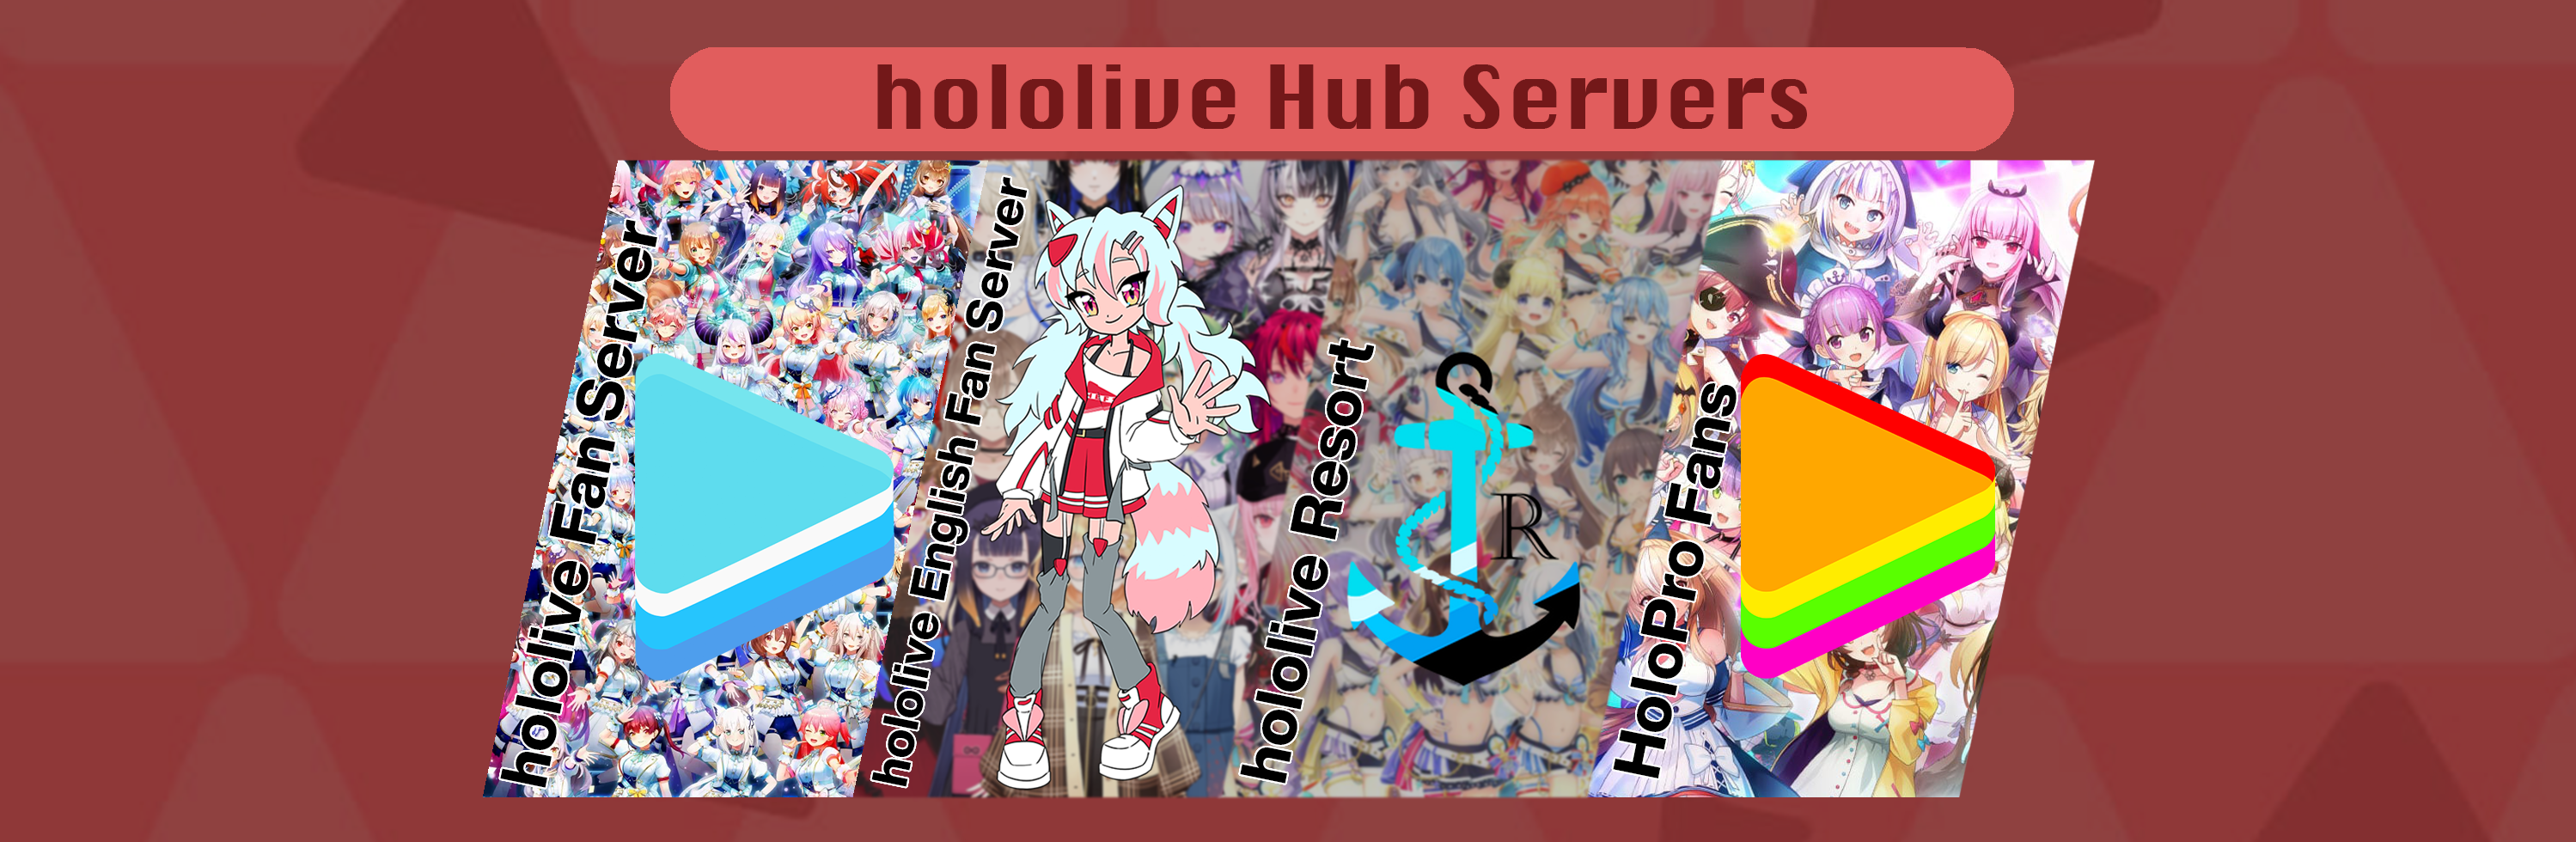 hololive Hub Servers
hololive Fan Server
hololive English Fan Server
hololive Resort
R
HoloPro Fans